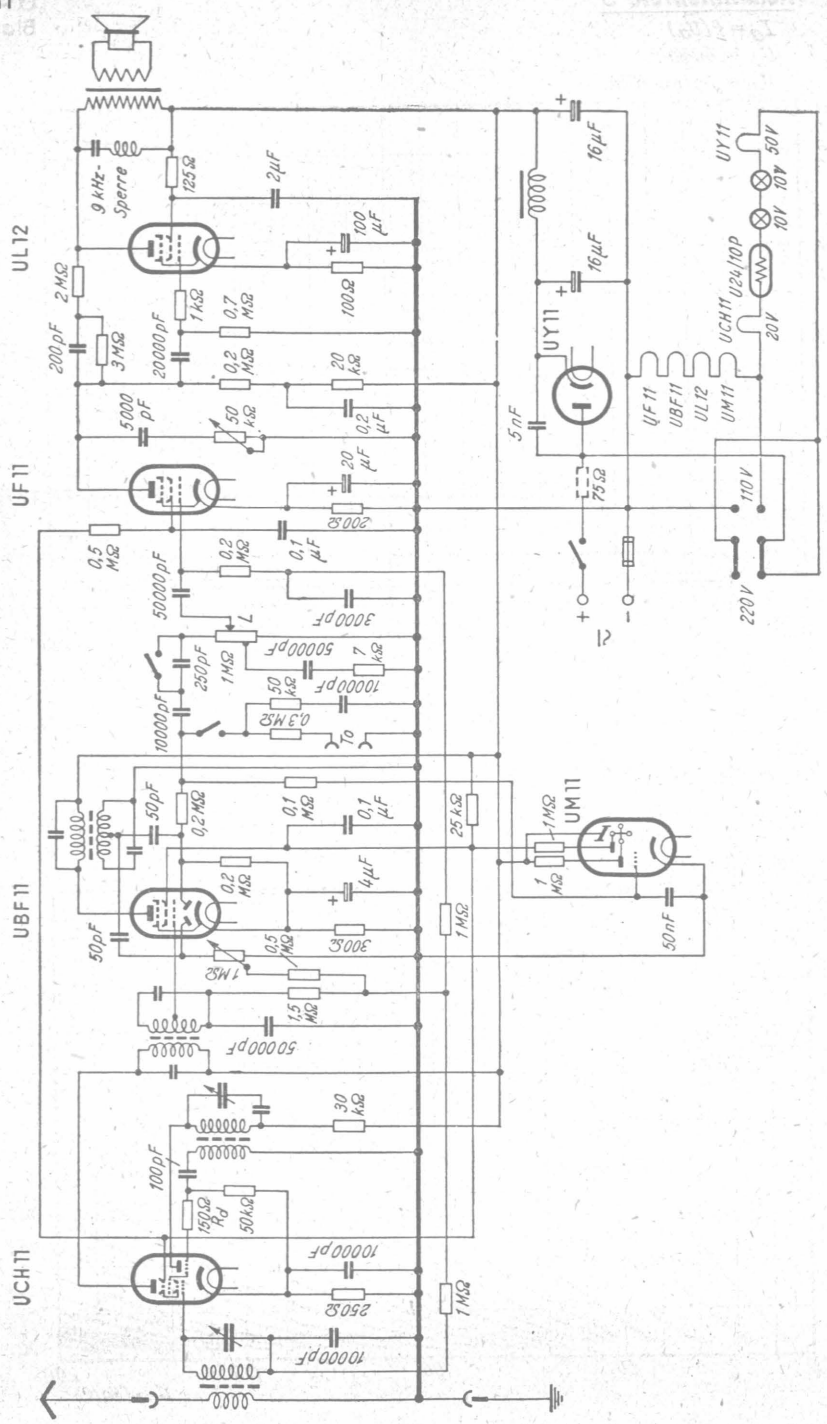 UCH11
UBF11
UF11
UL12
10000pF
250Ω
10000pF
1MΩ
150Ω
Rd
50kΩ
100pF
30
kΩ
50000pF
1,5
MΩ
0,5
MΩ
1MΩ
50pF
300Ω
4µF
0,2
MΩ
0,2MΩ
50pF
0,1
MΩ
0,1
µF
1MΩ
25kΩ
10000pF
250pF
1MΩ
L
0,3MΩ
To
50
kΩ
10000pF
50000pF
7
kΩ
50000pF
0,2
MΩ
3000pF
0,5
MΩ
0,1
µF
200Ω
20
µF
5000
pF
50
kΩ
0,2
µF
20
kΩ
0,2
MΩ
0,7
MΩ
20000pF
1kΩ
200pF
3MΩ
2MΩ
100Ω
100
µF
9kHz-
Sperre
125Ω
2µF
UM11
1MΩ
1
MΩ
I
50nF
UY11
5nF
75Ω
16µF
16µF
UF11
UBF11
UL12
UM11
220V
110V
UCH11
20V
U24/10P
10V
10V
UY11
50V